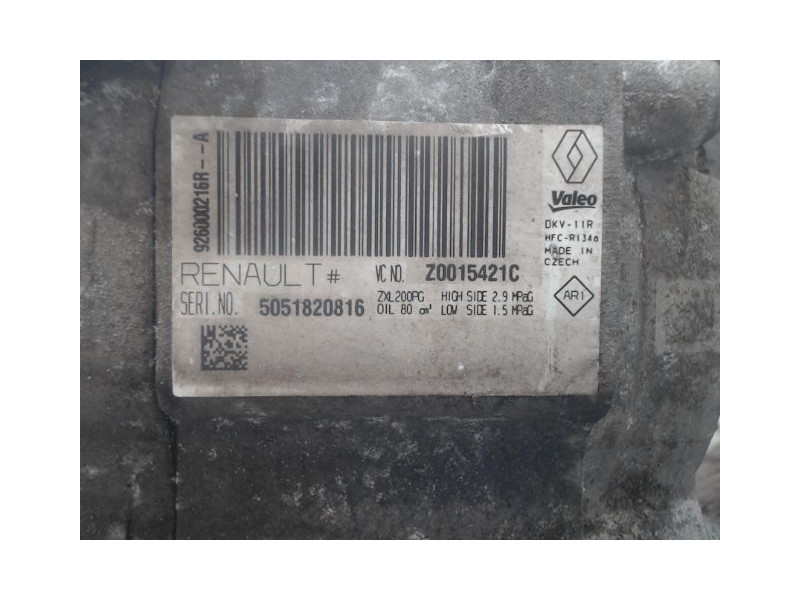 926000216R--A
Valeo
DKV-11R
HFC-R134a
MADE IN
CZECH
RENAULT # VC NO. Z0015421C
SERI.NO. 5051820816
ZXL200PG HIGH SIDE 2.9 MPaG
OIL 80 cm³ LOW SIDE 1.5 MPaG
AR1